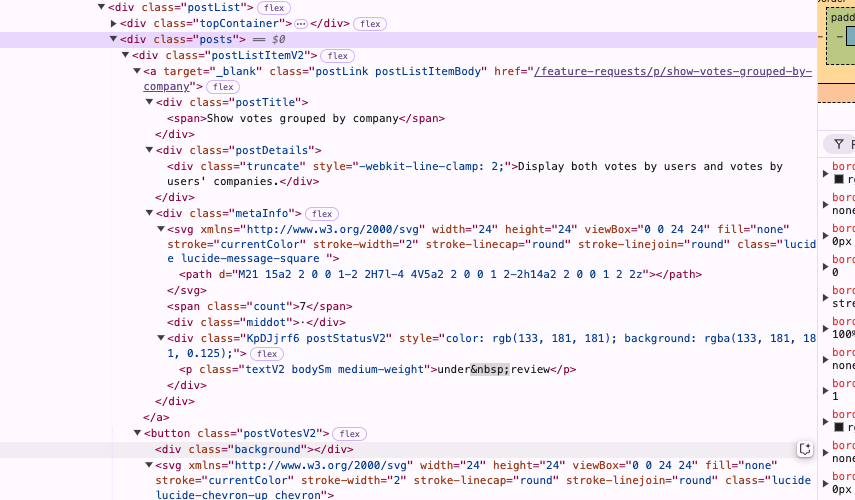 <div class="postList"> flex
<div class="topContainer"> ⋯ </div> flex
<div class="posts"> == $0
<div class="postListItemV2"> flex
<a target="_blank" class="postLink postListItemBody" href="/feature-requests/p/show-votes-grouped-by-
company"> flex
<div class="postTitle">
<span>Show votes grouped by company</span>
</div>
<div class="postDetails">
<div class="truncate" style="-webkit-line-clamp: 2;">Display both votes by users and votes by
users' companies.</div>
</div>
<div class="metaInfo"> flex
<svg xmlns="http://www.w3.org/2000/svg" width="24" height="24" viewBox="0 0 24 24" fill="none"
stroke="currentColor" stroke-width="2" stroke-linecap="round" stroke-linejoin="round" class="lucid
e lucide-message-square ">
<path d="M21 15a2 2 0 0 1-2 2H7l-4 4V5a2 2 0 0 1 2-2h14a2 2 0 0 1 2 2z"></path>
</svg>
<span class="count">7</span>
<div class="middot">·</div>
<div class="KpDJjrf6 postStatusV2" style="color: rgb(133, 181, 181); background: rgba(133, 181, 18
1, 0.125);"> flex
<p class="textV2 bodySm medium-weight">under&nbsp;review</p>
</div>
</div>
</a>
<button class="postVotesV2"> flex
<div class="background"></div>
<svg xmlns="http://www.w3.org/2000/svg" width="24" height="24" viewBox="0 0 24 24" fill="none"
stroke="currentColor" stroke-width="2" stroke-linecap="round" stroke-linejoin="round" class="lucide
lucide-chevron-up chevron">
padd
–
F
bord
rg
bord
none
bord
0px
bord
0
bord
stre
bord
100%
bord
none
bord
1
bord
rg
bord
none
bord
0px